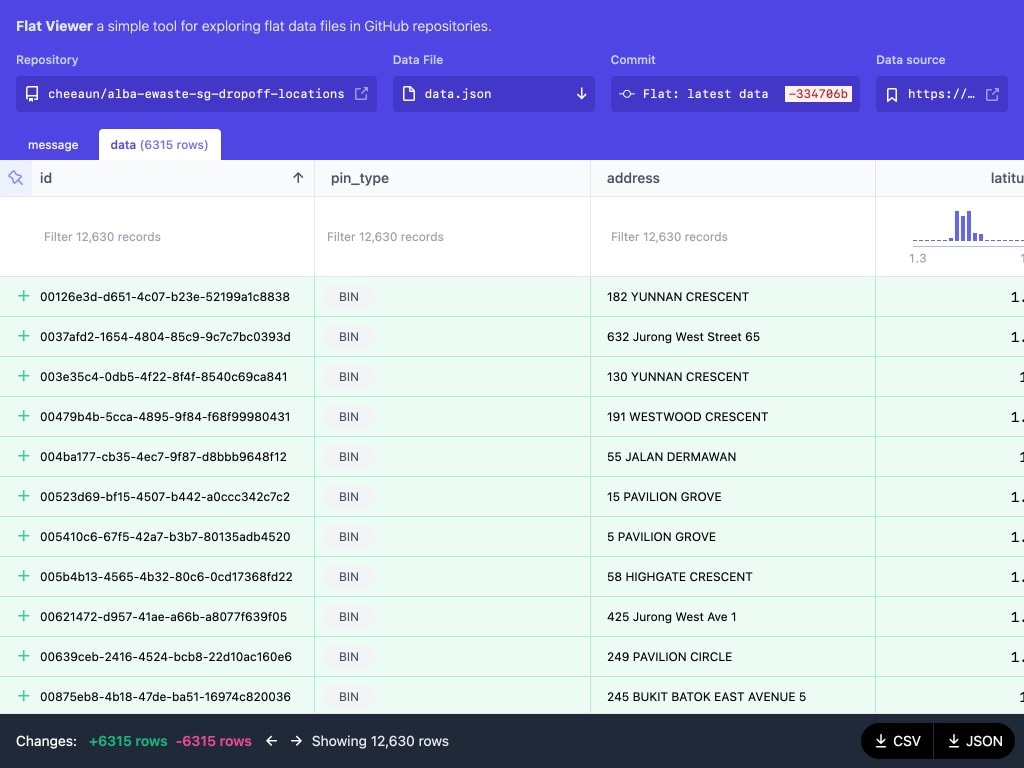 Flat Viewer a simple tool for exploring flat data files in GitHub repositories.
Repository Data File Commit Data source
cheeaun/alba-ewaste-sg-dropoff-locations data.json Flat: latest data -334706b https://…
message data (6315 rows)
id pin_type address latitu
Filter 12,630 records Filter 12,630 records Filter 12,630 records
1.3 1
00126e3d-d651-4c07-b23e-52199a1c8838 BIN 182 YUNNAN CRESCENT 1.
0037afd2-1654-4804-85c9-9c7c7bc0393d BIN 632 Jurong West Street 65 1.
003e35c4-0db5-4f22-8f4f-8540c69ca841 BIN 130 YUNNAN CRESCENT 1
00479b4b-5cca-4895-9f84-f68f99980431 BIN 191 WESTWOOD CRESCENT 1.
004ba177-cb35-4ec7-9f87-d8bbb9648f12 BIN 55 JALAN DERMAWAN 1
00523d69-bf15-4507-b442-a0ccc342c7c2 BIN 15 PAVILION GROVE 1.
005410c6-67f5-42a7-b3b7-80135adb4520 BIN 5 PAVILION GROVE 1.
005b4b13-4565-4b32-80c6-0cd17368fd22 BIN 58 HIGHGATE CRESCENT 1.
00621472-d957-41ae-a66b-a8077f639f05 BIN 425 Jurong West Ave 1 1.
00639ceb-2416-4524-bcb8-22d10ac160e6 BIN 249 PAVILION CIRCLE 1.
00875eb8-4b18-47de-ba51-16974c820036 BIN 245 BUKIT BATOK EAST AVENUE 5 1
Changes: +6315 rows -6315 rows ← → Showing 12,630 rows CSV JSON